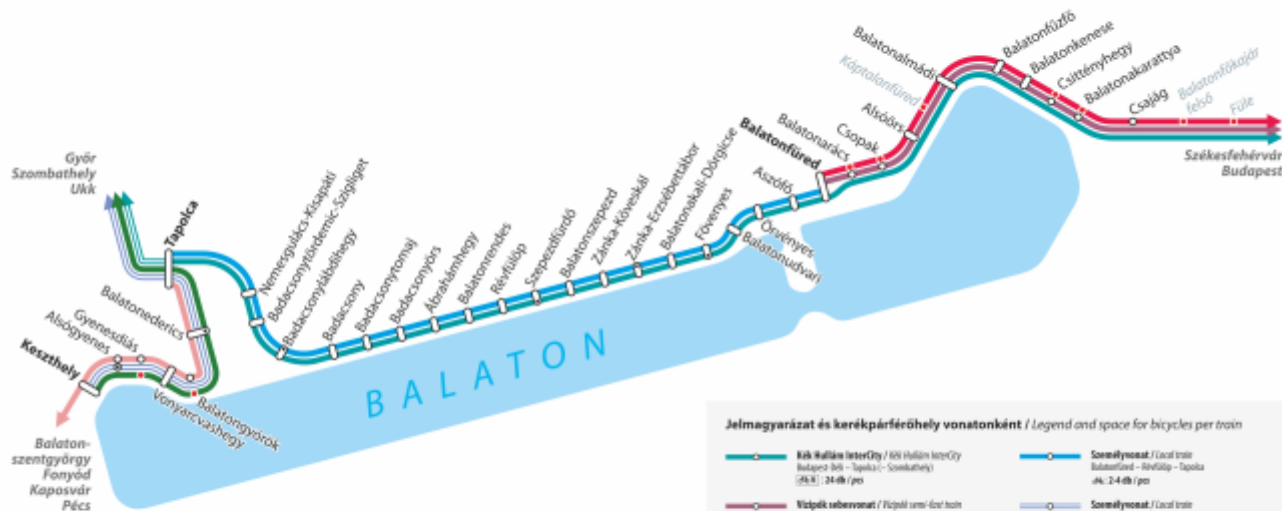 Balatonfűzfő
Balatonkenese
Csittényhegy
Balatonakarattya
Csajág
Balatonfőkajár
felső
Füle
Balatonalmádi
Káptalanfüred
Alsóörs
Csopak
Balatonarács
Balatonfüred
Székesfehérvár
Budapest
Győr
Szombathely
Ukk
Tapolca
Nemesgulács-Kisapáti
Badacsonytördemic-Szigliget
Badacsonylábdihegy
Badacsony
Badacsonytomaj
Badacsonyörs
Ábrahámhegy
Balatonrendes
Révfülöp
Szepezdfürdő
Balatonszepezd
Zánka-Köveskál
Zánka-Erzsébettábor
Balatonakali-Dörgicse
Fövenyes
Balatonudvari
Örvényes
Aszófő
Balatonederics
Gyenesdiás
Alsógyenes
Keszthely
Balatongyörök
Vonyarcvashegy
Balaton-
szentgyörgy
Fonyód
Kaposvár
Pécs
BALATON
Jelmagyarázat és kerékpárférőhely vonatonként / Legend and space for bicycles per train
Kék Hullám InterCity / Kék Hullám InterCity
Budapest-Déli – Tapolca (– Szombathely)
: 24 db / pcs
Személyvonat / Local train
Balatonfüred – Révfülöp – Tapolca
: 2-4 db / pcs
Vízipók sebesvonat / Vízipók semi-fast train
Személyvonat / Local train